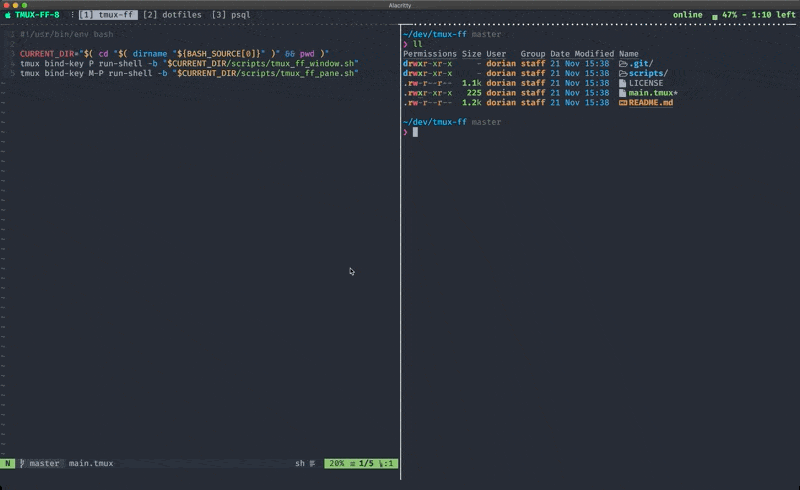 Alacritty
TMUX-FF-8 : [1] tmux-ff [2] dotfiles [3] psql
online 47% - 1:10 left
1 #!/usr/bin/env bash
2
3 CURRENT_DIR="$( cd "$( dirname "${BASH_SOURCE[0]}" )" && pwd )"
4 tmux bind-key P run-shell -b "$CURRENT_DIR/scripts/tmux_ff_window.sh"
5 tmux bind-key M-P run-shell -b "$CURRENT_DIR/scripts/tmux_ff_pane.sh"
N master main.tmux
sh 20% 1/5 :1
~/dev/tmux-ff master
❯ ll
Permissions Size User Group Date Modified Name
drwxr-xr-x - dorian staff 21 Nov 15:38 .git/
drwxr-xr-x - dorian staff 21 Nov 15:38 scripts/
.rw-r--r-- 1.1k dorian staff 21 Nov 15:38 LICENSE
.rwxr-xr-x 225 dorian staff 21 Nov 15:38 main.tmux*
.rw-r--r-- 1.2k dorian staff 21 Nov 15:38 README.md
~/dev/tmux-ff master
❯